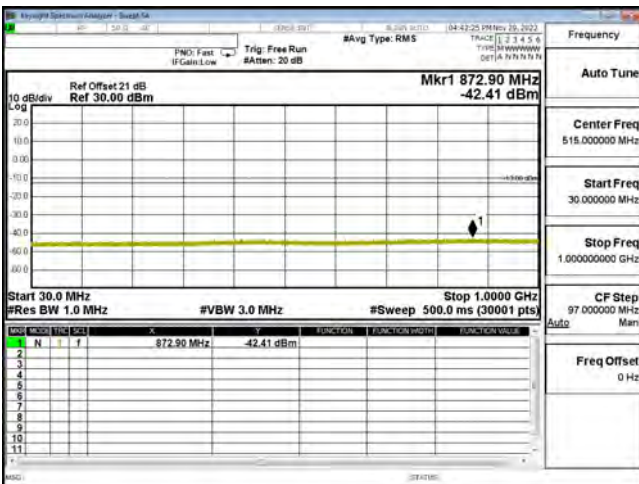 Keysight Spectrum Analyzer - Swept SA
04:42:25 PM Nov 29, 2022
#Avg Type: RMS
TRACE 1 2 3 4 5 6
TYPE M WWWWW
DET A N N N N N
PNO: Fast
IFGain:Low
Trig: Free Run
#Atten: 20 dB
Frequency
Auto Tune
Mkr1 872.90 MHz
-42.41 dBm
Ref Offset 21 dB
10 dB/div Ref 30.00 dBm
Log
20.0
10.0
0.00
-10.0
-20.0
-30.0
-40.0
-50.0
-60.0
-13.00 dBm
1
Center Freq
515.000000 MHz
Start Freq
30.000000 MHz
Stop Freq
1.000000000 GHz
CF Step
97.000000 MHz
Auto Man
Freq Offset
0 Hz
Start 30.0 MHz Stop 1.0000 GHz
#Res BW 1.0 MHz #VBW 3.0 MHz #Sweep 500.0 ms (30001 pts)
MKR MODE TRC SCL X Y FUNCTION FUNCTION WIDTH FUNCTION VALUE
1 N 1 f 872.90 MHz -42.41 dBm
2
3
4
5
6
7
8
9
10
11
MSG STATUS